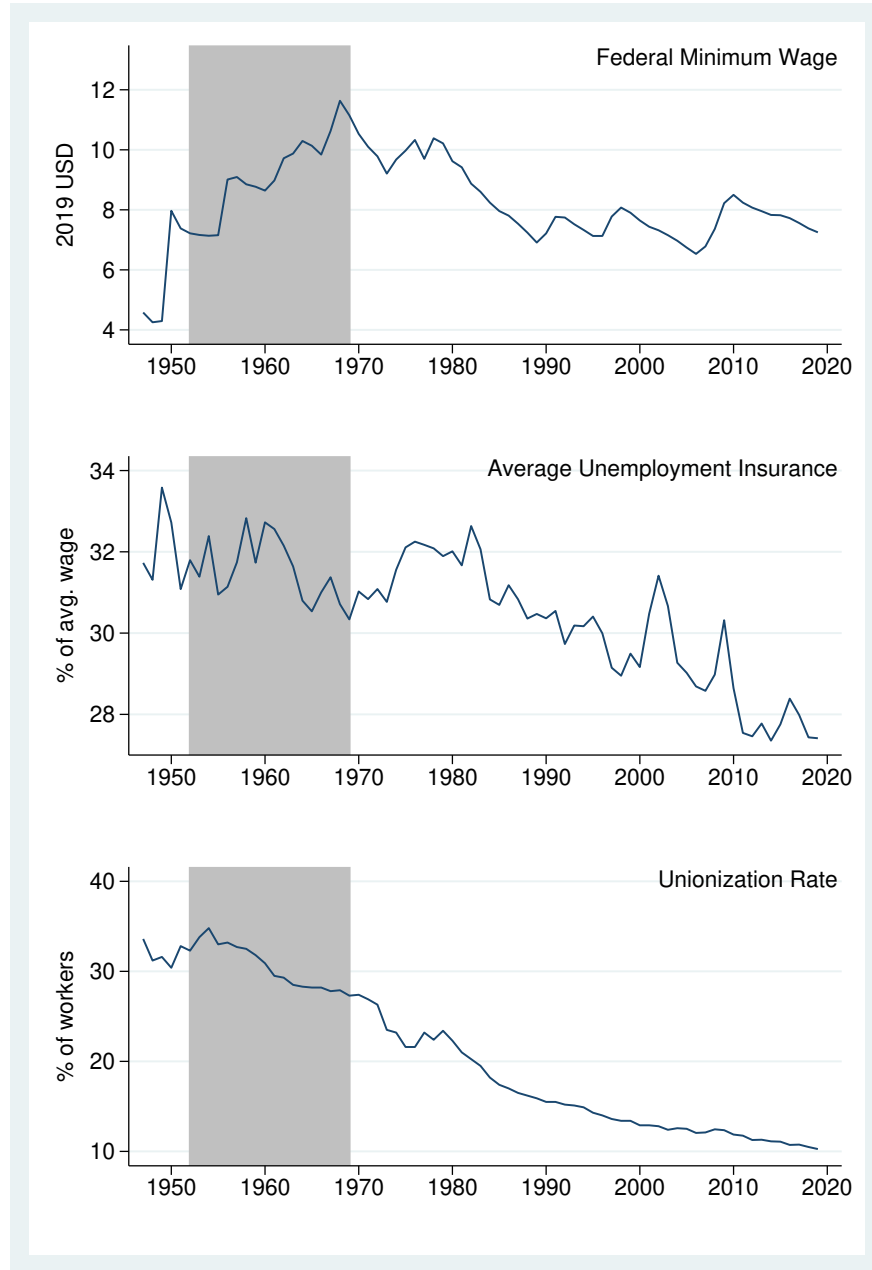 Federal Minimum Wage
2019 USD
12
10
8
6
4
1950 1960 1970 1980 1990 2000 2010 2020
Average Unemployment Insurance
% of avg. wage
34
32
30
28
1950 1960 1970 1980 1990 2000 2010 2020
Unionization Rate
% of workers
40
30
20
10
1950 1960 1970 1980 1990 2000 2010 2020